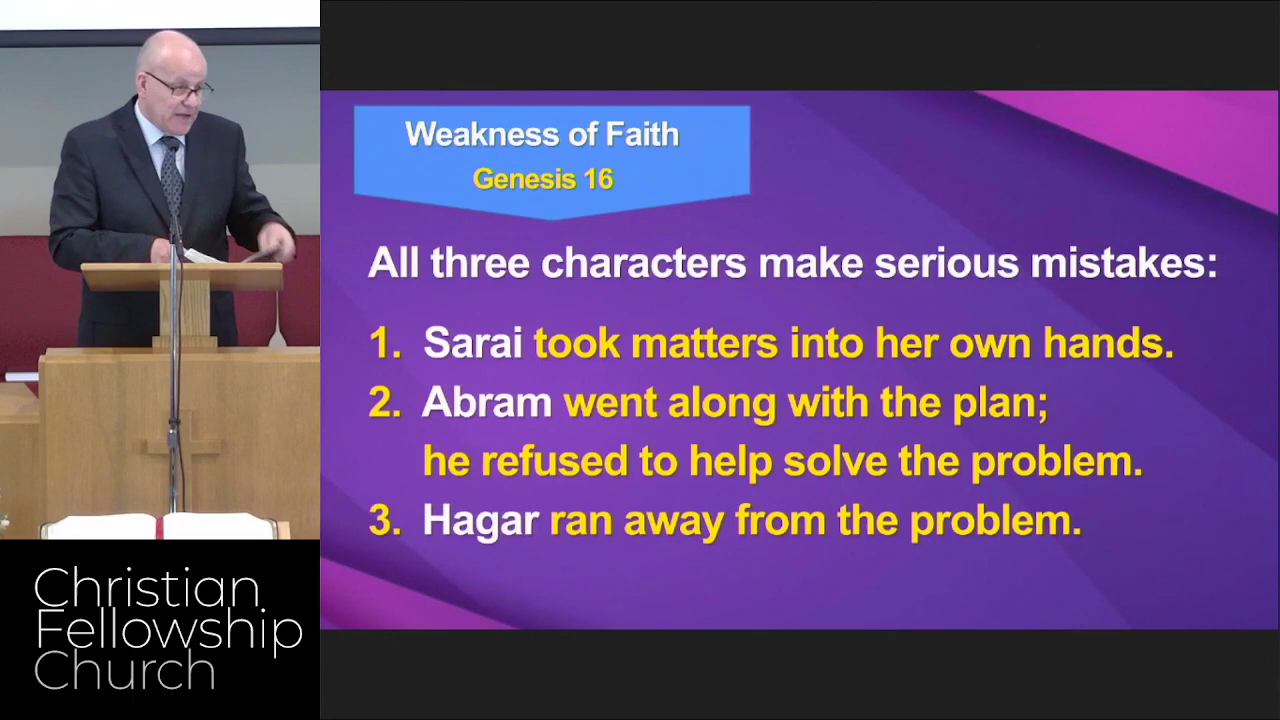 Weakness of Faith
Genesis 16
All three characters make serious mistakes:
1. Sarai took matters into her own hands.
2. Abram went along with the plan;
he refused to help solve the problem.
3. Hagar ran away from the problem.
Christian
Fellowship
Church